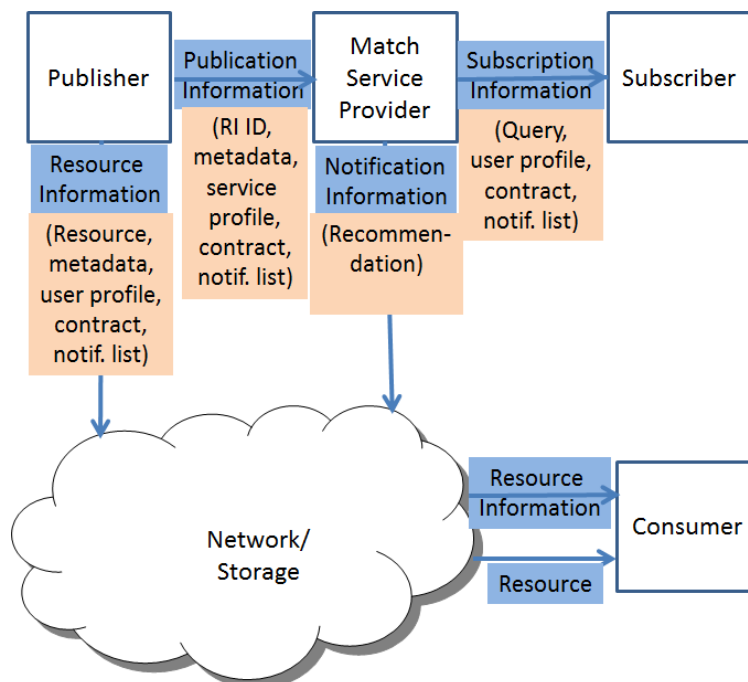 Publisher
Publication
Information
Match
Service
Provider
Subscription
Information
Subscriber
Resource
Information
(RI ID,
metadata,
service
profile,
contract,
notif. list)
Notification
Information
(Query,
user profile,
contract,
notif. list)
(Resource,
metadata,
user profile,
contract,
notif. list)
(Recommen-
dation)
Network/
Storage
Resource
Information
Resource
Consumer